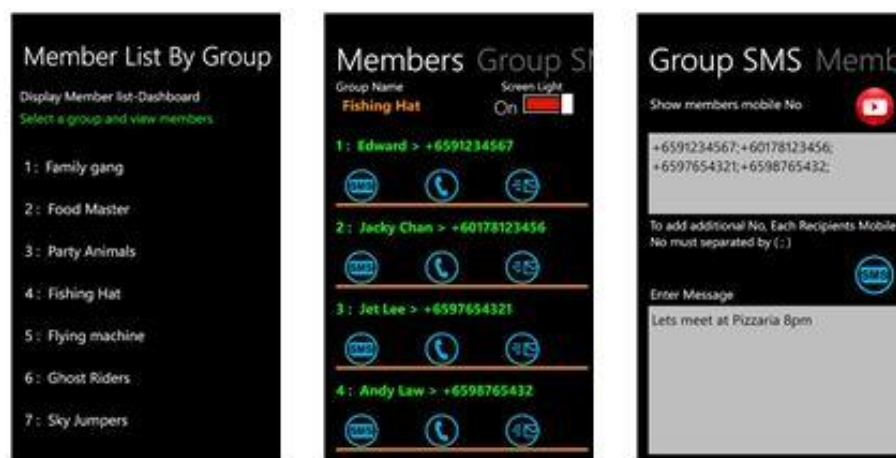 Member List By Group
Display Member list-Dashboard
Select a group and view members
1 : Family gang
2 : Food Master
3 : Party Animals
4 : Fishing Hat
5 : Flying machine
6 : Ghost Riders
7 : Sky Jumpers
Members Group SM
Group Name
Screen Light
Fishing Hat
On
1 : Edward > +6591234567
SMS
2 : Jacky Chan > +60178123456
SMS
3 : Jet Lee > +6597654321
SMS
4 : Andy Law > +6598765432
SMS
Group SMS Memb
Show members mobile No
+6591234567;+60178123456;
+6597654321;+6598765432;
To add additional No, Each Recipients Mobile
No must separated by ( ; )
SMS
Enter Message
Lets meet at Pizzaria 8pm